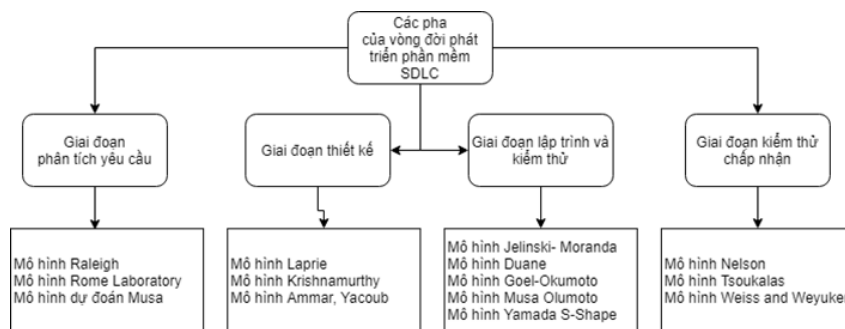 Các pha
của vòng đời phát
triển phần mềm
SDLC
Giai đoạn
phân tích yêu cầu
Giai đoạn thiết kế
Giai đoạn lập trình và
kiểm thử
Giai đoạn kiểm thử
chấp nhận
Mô hình Raleigh
Mô hình Rome Laboratory
Mô hình dự đoán Musa
Mô hình Laprie
Mô hình Krishnamurthy
Mô hình Ammar, Yacoub
Mô hình Jelinski- Moranda
Mô hình Duane
Mô hình Goel-Okumoto
Mô hình Musa Olumoto
Mô hình Yamada S-Shape
Mô hình Nelson
Mô hình Tsoukalas
Mô hình Weiss and Weyuker